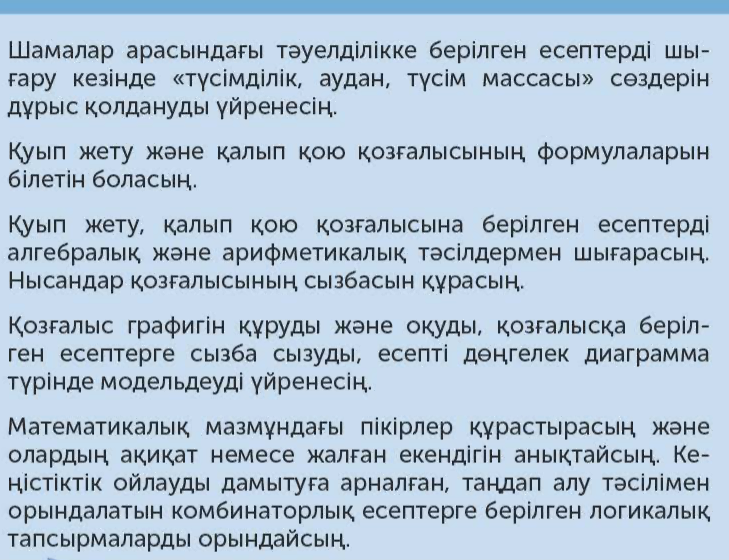 Шамалар арасындағы тәуелділікке берілген есептерді шы-
ғару кезінде «түсімділік, аудан, түсім массасы» сөздерін
дұрыс қолдануды үйренесің.
Қуып жету және қалып қою қозғалысының формулаларын
білетін боласың.
Қуып жету, қалып қою қозғалысына берілген есептерді
алгебралық және арифметикалық тәсілдермен шығарасың.
Нысандар қозғалысының сызбасын құрасың.
Қозғалыс графигін құруды және оқуды, қозғалысқа беріл-
ген есептерге сызба сызуды, есепті дөңгелек диаграмма
түрінде модельдеуді үйренесің.
Математикалық мазмұндағы пікірлер құрастырасың және
олардың ақиқат немесе жалған екендігін анықтайсың. Ке-
ңістіктік ойлауды дамытуға арналған, таңдап алу тәсілімен
орындалатын комбинаторлық есептерге берілген логикалық
тапсырмаларды орындайсың.